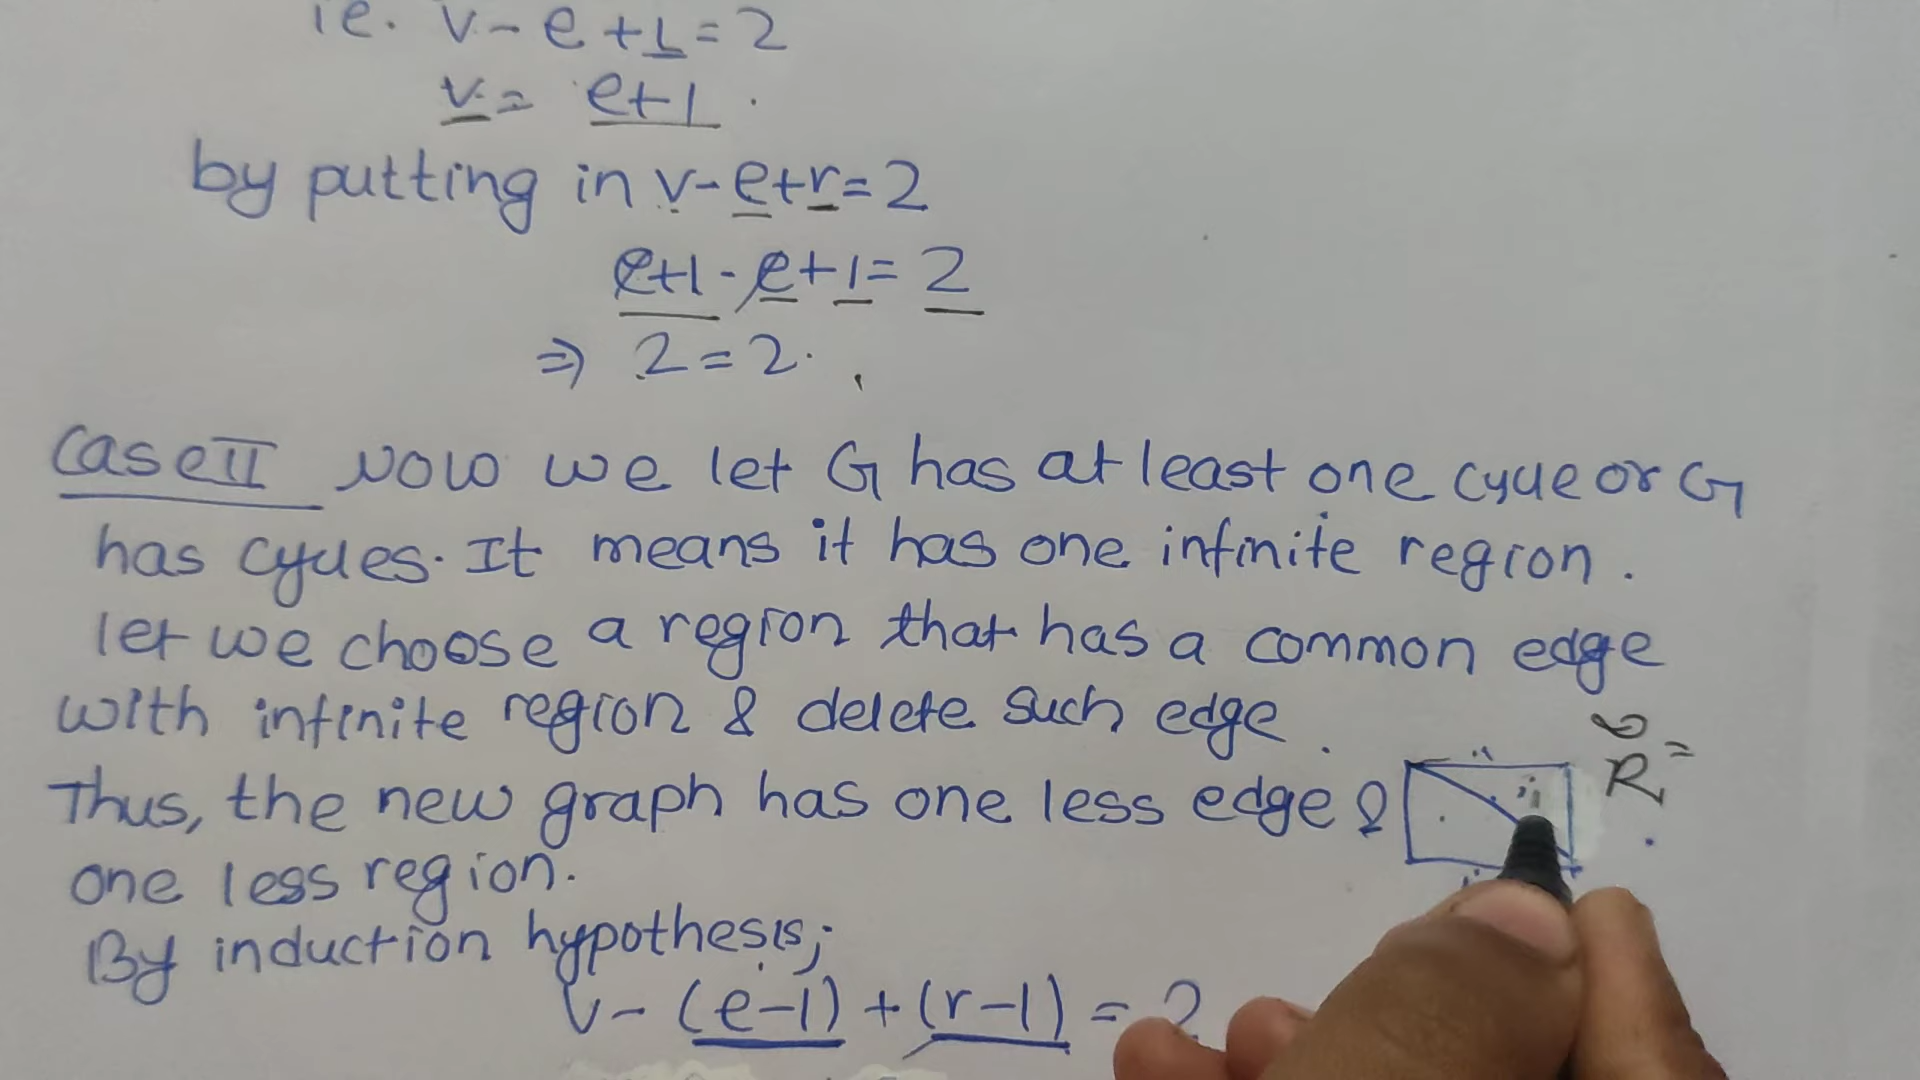 ie. v-e+1=2
v= e+1.
by putting in v-e+r=2
e+1-e+1=2
⇒ 2=2.
Case II Now we let G has at least one cycle or G
has cycles. It means it has one infinite region.
let we choose a region that has a common edge
with infinite region & delete such edge.
Thus, the new graph has one less edge &
∞
R =
one less region.
By induction hypothesis;
v-(e-1)+(r-1)=2